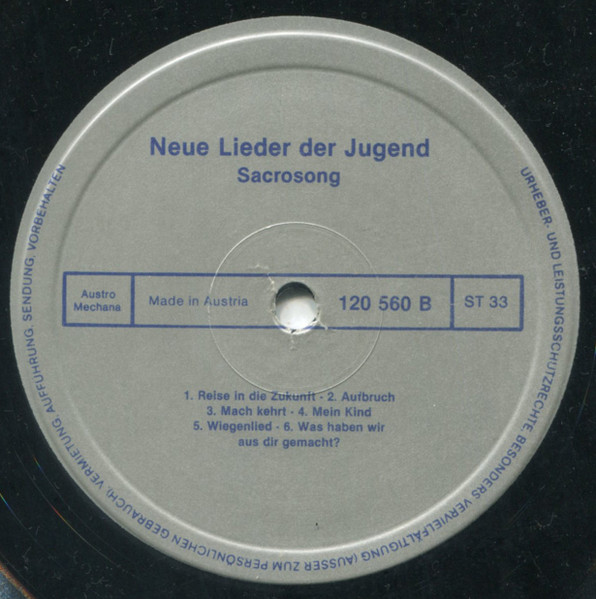 Neue Lieder der Jugend
Sacrosong
Austro
Mechana
Made in Austria
120 560 B
ST 33
1. Reise in die Zukunft · 2. Aufbruch
3. Mach kehrt · 4. Mein Kind
5. Wiegenlied · 6. Was haben wir
aus dir gemacht?
URHEBER- UND LEISTUNGSSCHUTZRECHTE, BESONDERS VERVIELFÄLTIGUNG (AUSSER ZUM PERSÖNLICHEN GEBRAUCH), VERMIETUNG, AUFFÜHRUNG, SENDUNG, VORBEHALTEN